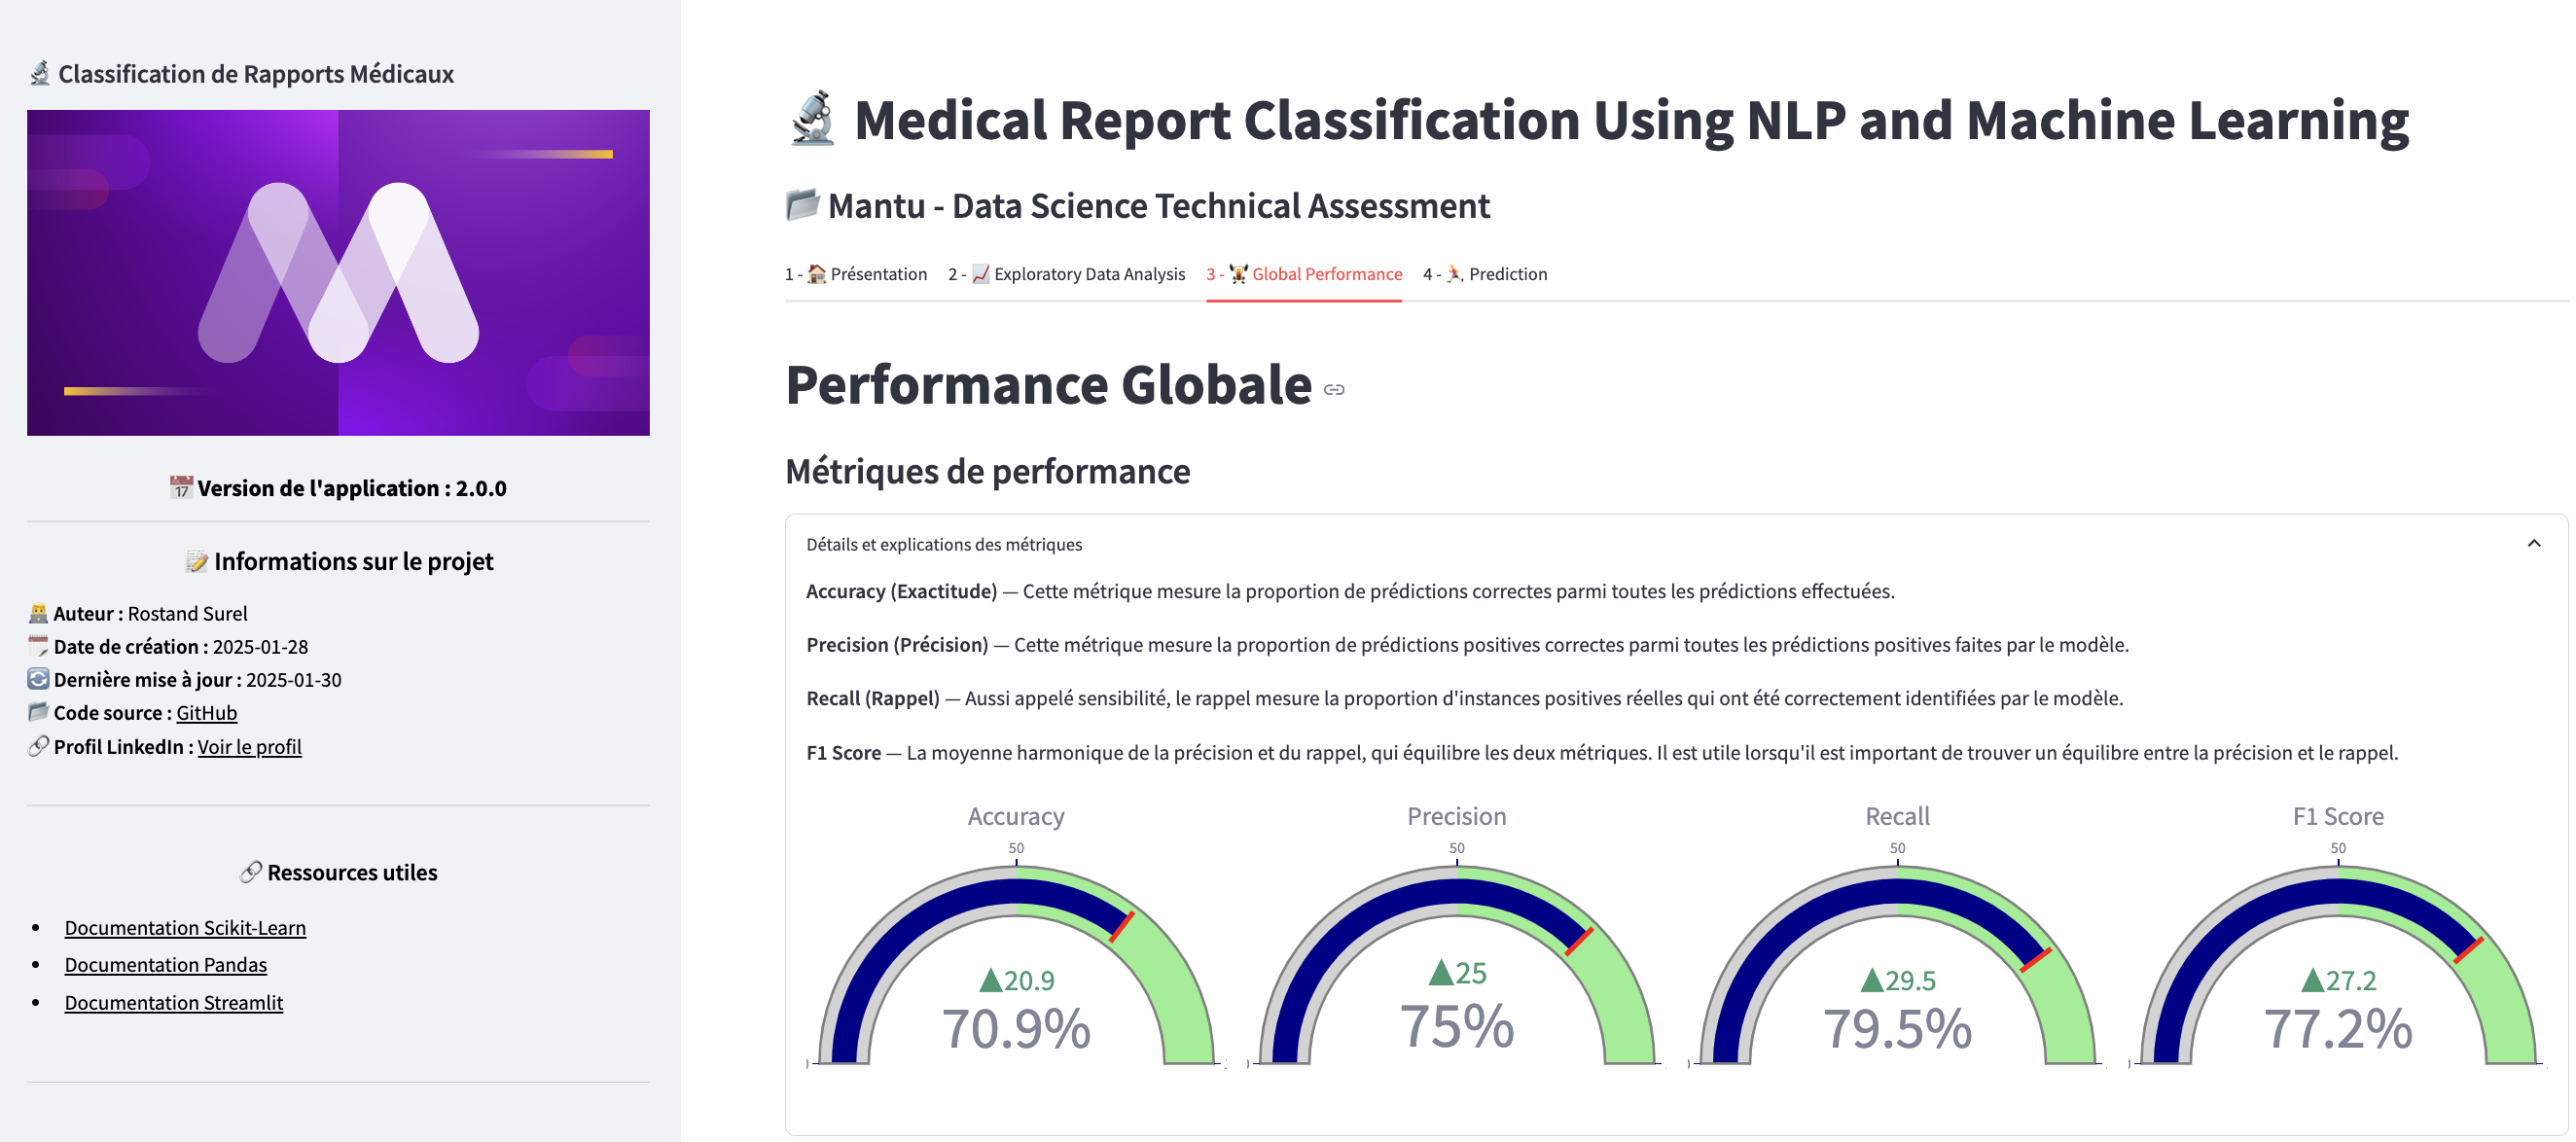 Classification de Rapports Médicaux
Version de l'application : 2.0.0
Informations sur le projet
Auteur : Rostand Surel
Date de création : 2025-01-28
Dernière mise à jour : 2025-01-30
Code source : GitHub
Profil LinkedIn : Voir le profil
Ressources utiles
• Documentation Scikit-Learn
• Documentation Pandas
• Documentation Streamlit
Medical Report Classification Using NLP and Machine Learning
Mantu - Data Science Technical Assessment
1 - Présentation 2 - Exploratory Data Analysis 3 - Global Performance 4 - Prediction
Performance Globale
Métriques de performance
Détails et explications des métriques
Accuracy (Exactitude) — Cette métrique mesure la proportion de prédictions correctes parmi toutes les prédictions effectuées.
Precision (Précision) — Cette métrique mesure la proportion de prédictions positives correctes parmi toutes les prédictions positives faites par le modèle.
Recall (Rappel) — Aussi appelé sensibilité, le rappel mesure la proportion d'instances positives réelles qui ont été correctement identifiées par le modèle.
F1 Score — La moyenne harmonique de la précision et du rappel, qui équilibre les deux métriques. Il est utile lorsqu'il est important de trouver un équilibre entre la précision et le rappel.
Accuracy
50
▲20.9
70.9%
Precision
50
▲25
75%
Recall
50
▲29.5
79.5%
F1 Score
50
▲27.2
77.2%